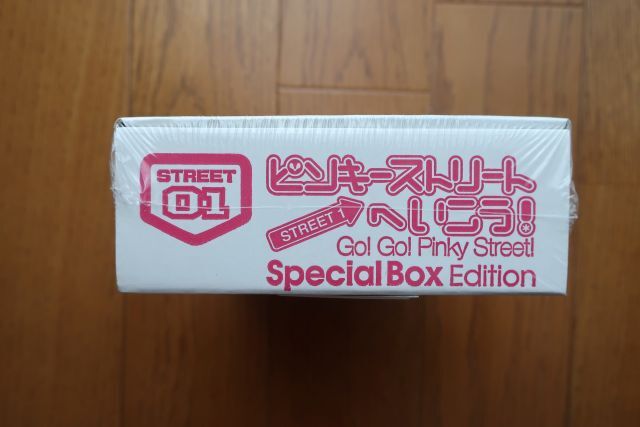 STREET
01
ピンキーストリート
STREET 1
へいこう!
Go! Go! Pinky Street!
Special Box Edition